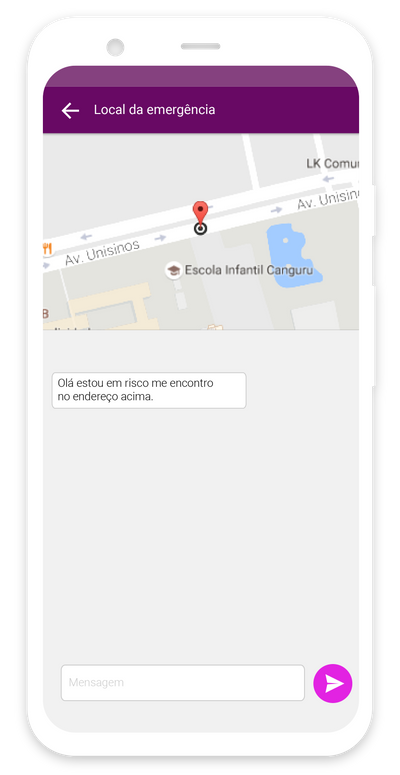 Local da emergência
LK Comu
Av. Unisinos
Av. Unisin
Escola Infantil Canguru
B
Olá estou em risco me encontro
no endereço acima.
Mensagem